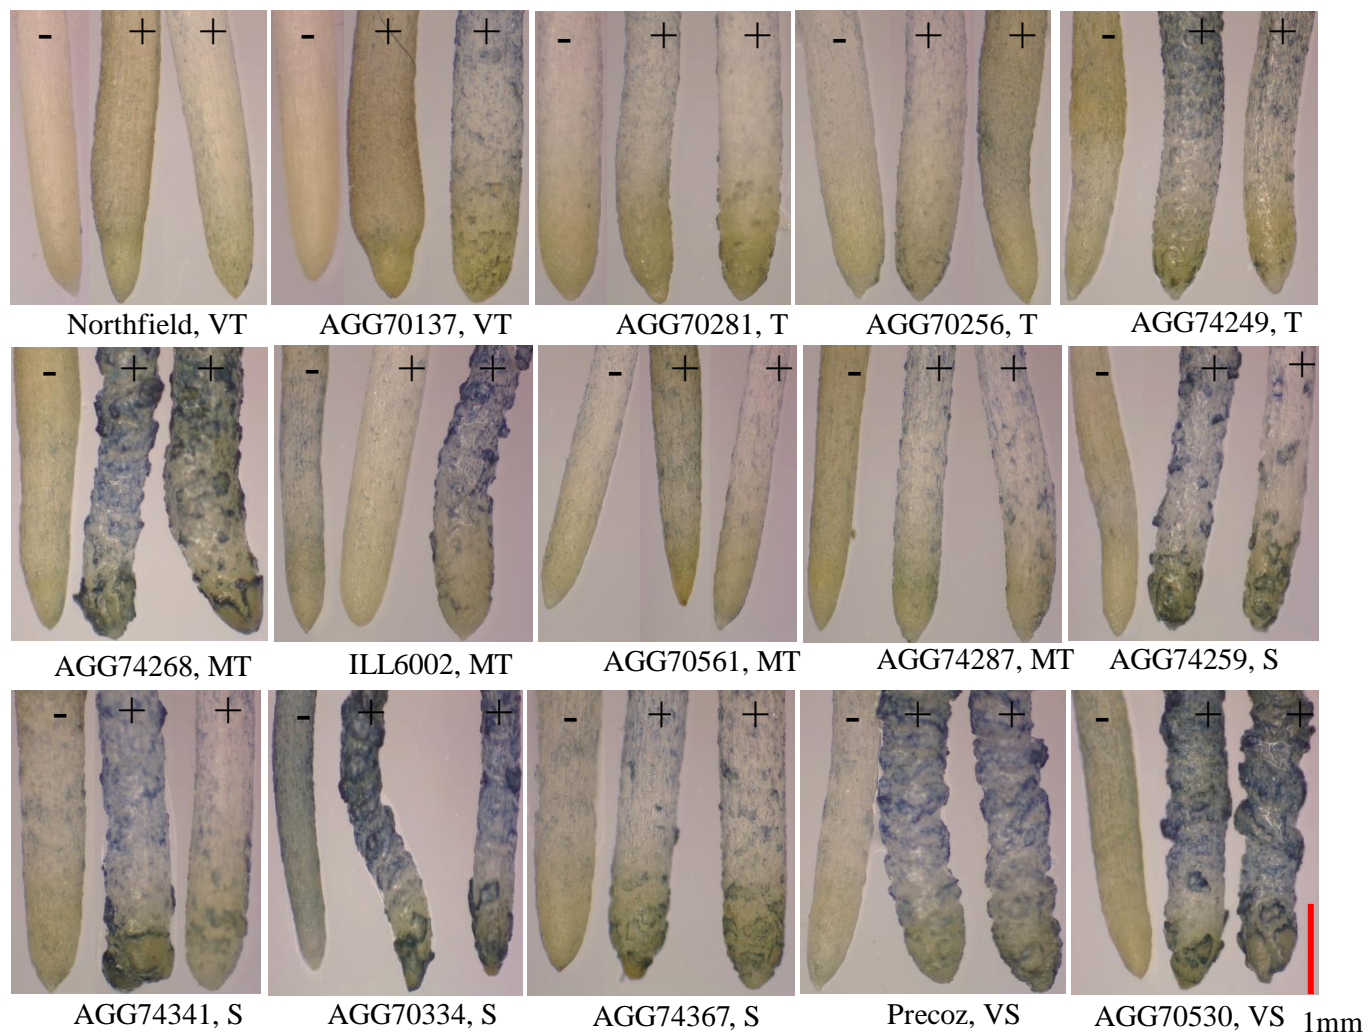 - + + - + + - + + - + + - + +
Northfield, VT AGG70137, VT AGG70281, T AGG70256, T AGG74249, T
- + + - + + - + + - + + - + +
AGG74268, MT ILL6002, MT AGG70561, MT AGG74287, MT AGG74259, S
- + + - + + - + + - + + - + +
AGG74341, S AGG70334, S AGG74367, S Precoz, VS AGG70530, VS 1mm